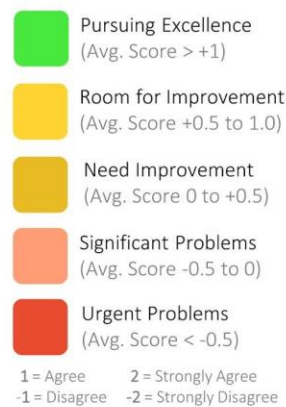 Pursuing Excellence
(Avg. Score > +1)
Room for Improvement
(Avg. Score +0.5 to 1.0)
Need Improvement
(Avg. Score 0 to +0.5)
Significant Problems
(Avg. Score -0.5 to 0)
Urgent Problems
(Avg. Score < -0.5)
1 = Agree 2 = Strongly Agree
-1 = Disagree -2 = Strongly Disagree